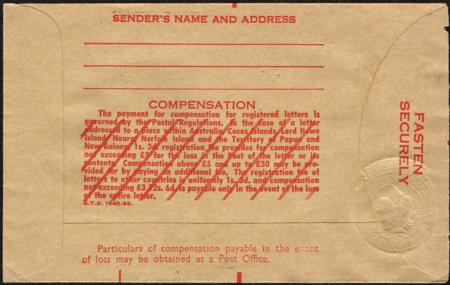 SENDER'S NAME AND ADDRESS
COMPENSATION
The payment of compensation for registered letters is
governed by the Postal Regulations. In the case of a letter
addressed to a place within Australia, Cocos Islands, Lord Howe
Island, Nauru, Norfolk Island and the Territory of Papua and
New Guinea, 1s. 3d. registration fee provides for compensation
not exceeding £5 for the loss in the Post of the letter or its
contents. Compensation above £5 and up to £50 may be pro-
vided for by paying an additional fee. The registration fee of
letters to other countries is uniformly 1s. 3d. and compensation
not exceeding £3 12s. 6d. is payable only in the event of the loss
of the entire letter.
FASTEN
SECURELY
Particulars of compensation payable in the event
of loss may be obtained at a Post Office.